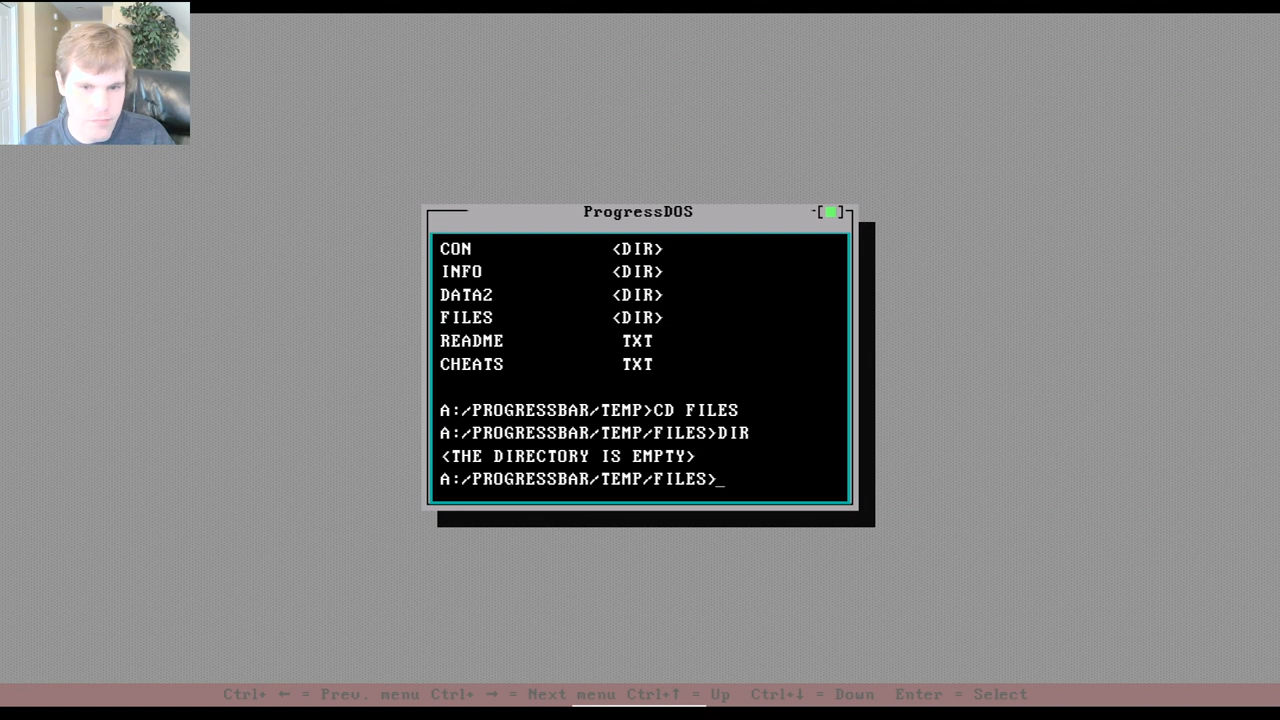 ProgressDOS
CON <DIR>
INFO <DIR>
DATA2 <DIR>
FILES <DIR>
README TXT
CHEATS TXT
A:/PROGRESSBAR/TEMP>CD FILES
A:/PROGRESSBAR/TEMP/FILES>DIR
<THE DIRECTORY IS EMPTY>
A:/PROGRESSBAR/TEMP/FILES>_
Ctrl+ ← = Prev. menu Ctrl+ → = Next menu Ctrl+↑ = Up Ctrl+↓ = Down Enter = Select